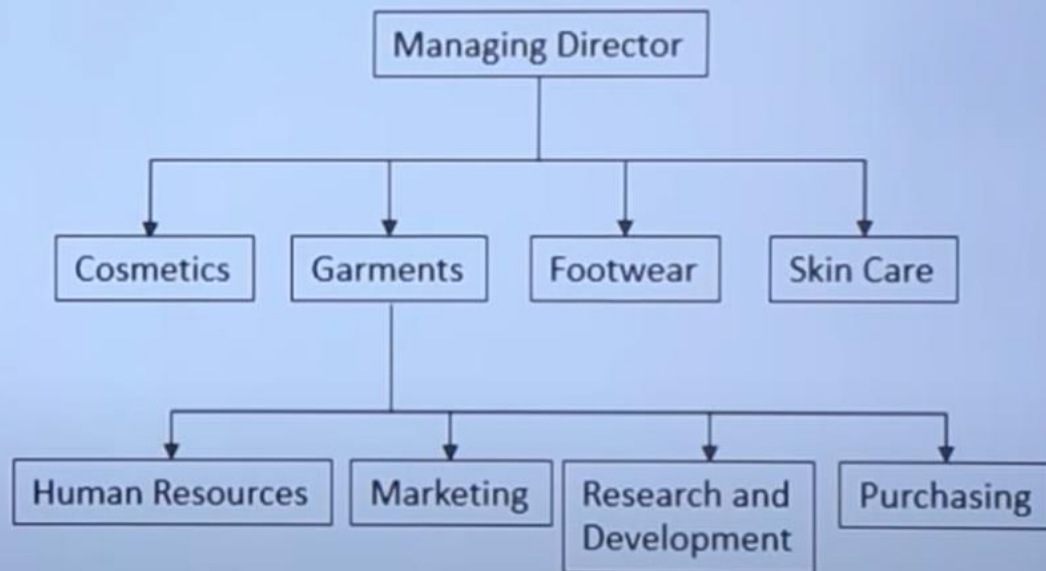 Managing Director
Cosmetics
Garments
Footwear
Skin Care
Human Resources
Marketing
Research and
Development
Purchasing